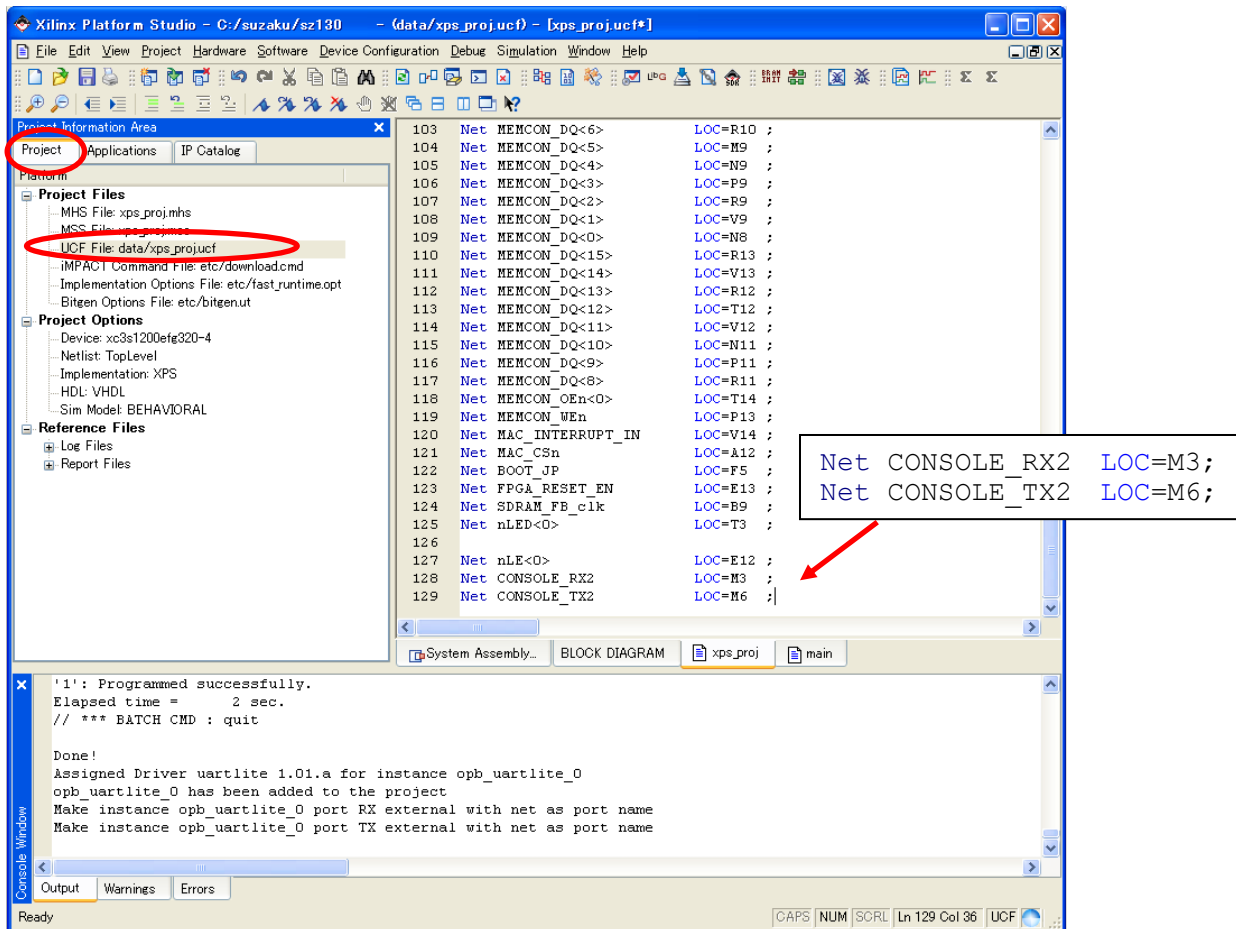 Xilinx Platform Studio - C:/suzaku/sz130 - (data/xps_proj.ucf) - [xps_proj.ucf*]
File Edit View Project Hardware Software Device Configuration Debug Simulation Window Help
Project Information Area
Project Applications IP Catalog
Platform
Project Files
MHS File: xps_proj.mhs
MSS File: xps_proj.mss
UCF File: data/xps_proj.ucf
iMPACT Command File: etc/download.cmd
Implementation Options File: etc/fast_runtime.opt
Bitgen Options File: etc/bitgen.ut
Project Options
Device: xc3s1200efg320-4
Netlist: TopLevel
Implementation: XPS
HDL: VHDL
Sim Model: BEHAVIORAL
Reference Files
Log Files
Report Files
103 Net MEMCON_DQ<6> LOC=R10 ;
104 Net MEMCON_DQ<5> LOC=M9 ;
105 Net MEMCON_DQ<4> LOC=N9 ;
106 Net MEMCON_DQ<3> LOC=P9 ;
107 Net MEMCON_DQ<2> LOC=R9 ;
108 Net MEMCON_DQ<1> LOC=V9 ;
109 Net MEMCON_DQ<0> LOC=N8 ;
110 Net MEMCON_DQ<15> LOC=R13 ;
111 Net MEMCON_DQ<14> LOC=V13 ;
112 Net MEMCON_DQ<13> LOC=R12 ;
113 Net MEMCON_DQ<12> LOC=T12 ;
114 Net MEMCON_DQ<11> LOC=V12 ;
115 Net MEMCON_DQ<10> LOC=N11 ;
116 Net MEMCON_DQ<9> LOC=P11 ;
117 Net MEMCON_DQ<8> LOC=R11 ;
118 Net MEMCON_OEn<0> LOC=T14 ;
119 Net MEMCON_WEn LOC=P13 ;
120 Net MAC_INTERRUPT_IN LOC=V14 ;
121 Net MAC_CSn LOC=A12 ;
122 Net BOOT_JP LOC=F5 ;
123 Net FPGA_RESET_EN LOC=E13 ;
124 Net SDRAM_FB_clk LOC=B9 ;
125 Net nLED<0> LOC=T3 ;
126
127 Net nLE<0> LOC=E12 ;
128 Net CONSOLE_RX2 LOC=M3 ;
129 Net CONSOLE_TX2 LOC=M6 ;
Net CONSOLE_RX2 LOC=M3;
Net CONSOLE_TX2 LOC=M6;
System Assembly... BLOCK DIAGRAM xps_proj main
'1': Programmed successfully.
Elapsed time = 2 sec.
// *** BATCH CMD : quit
Done!
Assigned Driver uartlite 1.01.a for instance opb_uartlite_0
opb_uartlite_0 has been added to the project
Make instance opb_uartlite_0 port RX external with net as port name
Make instance opb_uartlite_0 port TX external with net as port name
Console Window
Output Warnings Errors
Ready CAPS NUM SCRL Ln 129 Col 36 UCF